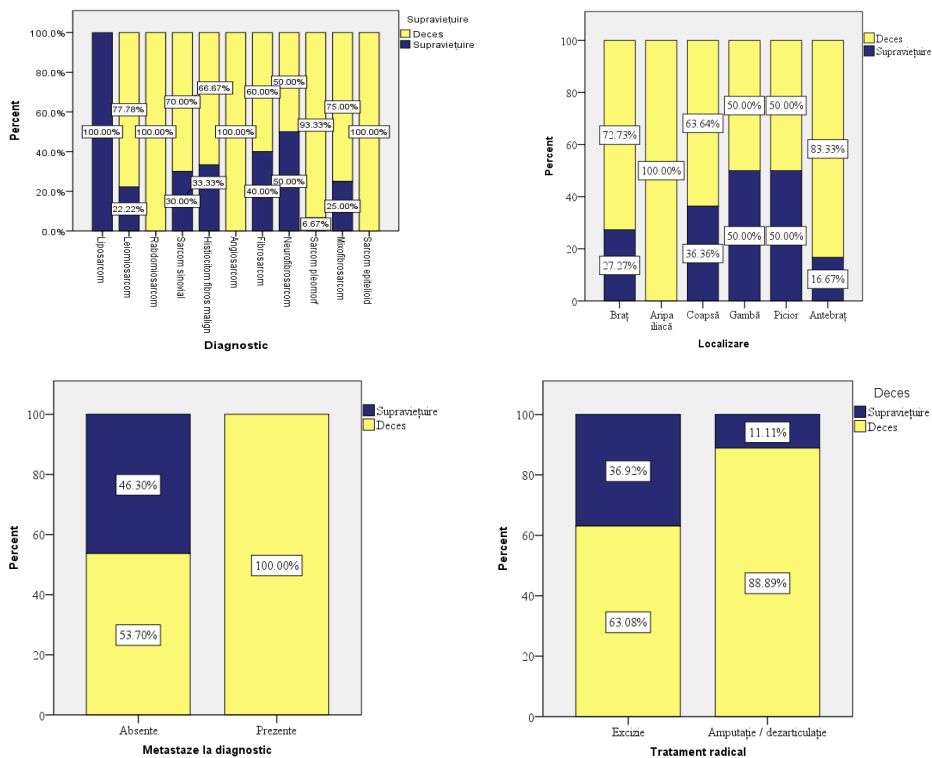 Supraviețuire
Deces
Supraviețuire
Percent
100.0%
80.0%
60.0%
40.0%
20.0%
0.0%
100.00%
77.78%
22.22%
100.00%
70.00%
30.00%
66.67%
33.33%
100.00%
60.00%
40.00%
50.00%
50.00%
93.33%
6.67%
75.00%
25.00%
100.00%
Liposarcom
Leiomiosarcom
Rabdomiosarcom
Sarcom sinovial
Histiocitom fibros malign
Angiosarcom
Fibrosarcom
Neurofibrosarcom
Sarcom pleomorf
Mixofibrosarcom
Sarcom epitelioid
Diagnostic
Deces
Supraviețuire
Percent
100
80
60
40
20
0
72.73%
27.27%
100.00%
63.64%
36.36%
50.00%
50.00%
50.00%
50.00%
83.33%
16.67%
Braț
Aripa
iliacă
Coapsă
Gambă
Picior
Antebraț
Localizare
Supraviețuire
Deces
Percent
100
80
60
40
20
0
46.30%
53.70%
100.00%
Absente
Prezente
Metastaze la diagnostic
Deces
Supraviețuire
Deces
Percent
100
80
60
40
20
0
36.92%
63.08%
11.11%
88.89%
Excizie
Amputație / dezarticulație
Tratament radical